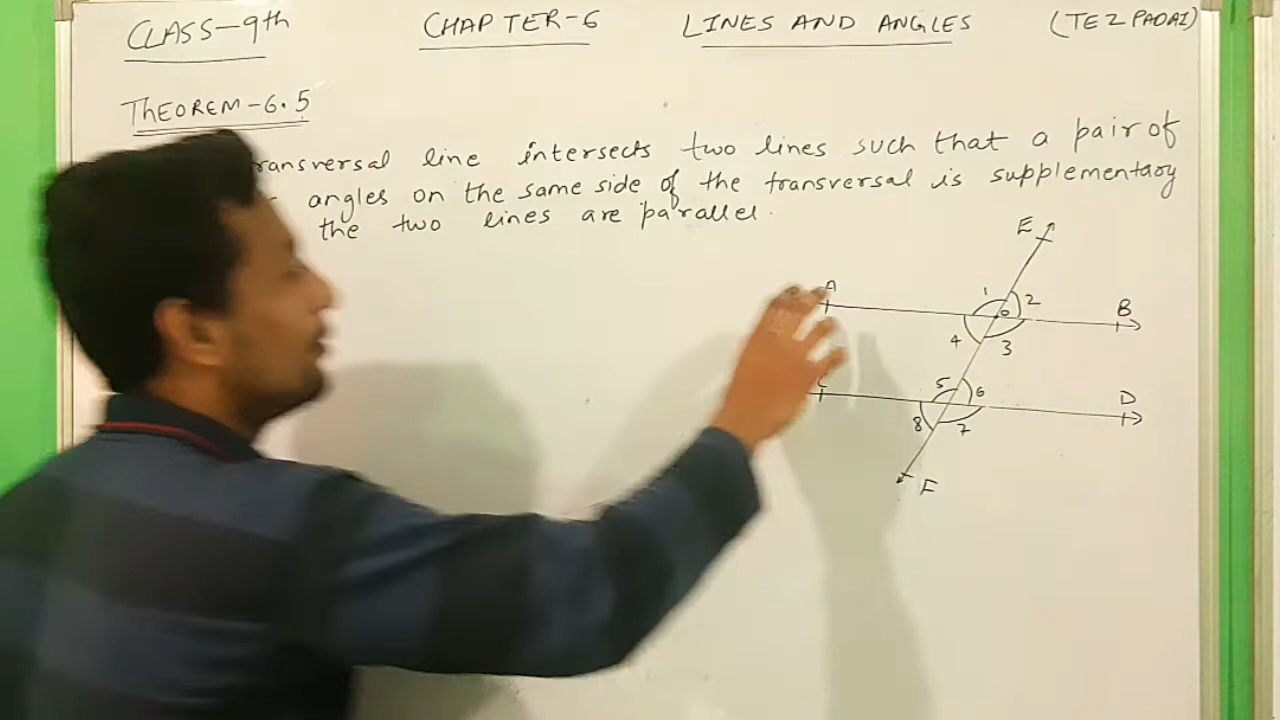 CLASS-9th CHAPTER-6 LINES AND ANGLES (TEZ PADAI)
THEOREM-6.5
ransversal line intersects two lines such that a pair of
angles on the same side of the transversal is supplementary
the two lines are parallel.
E
A 1 2 B
4 3
C 5 6 D
8 7
F